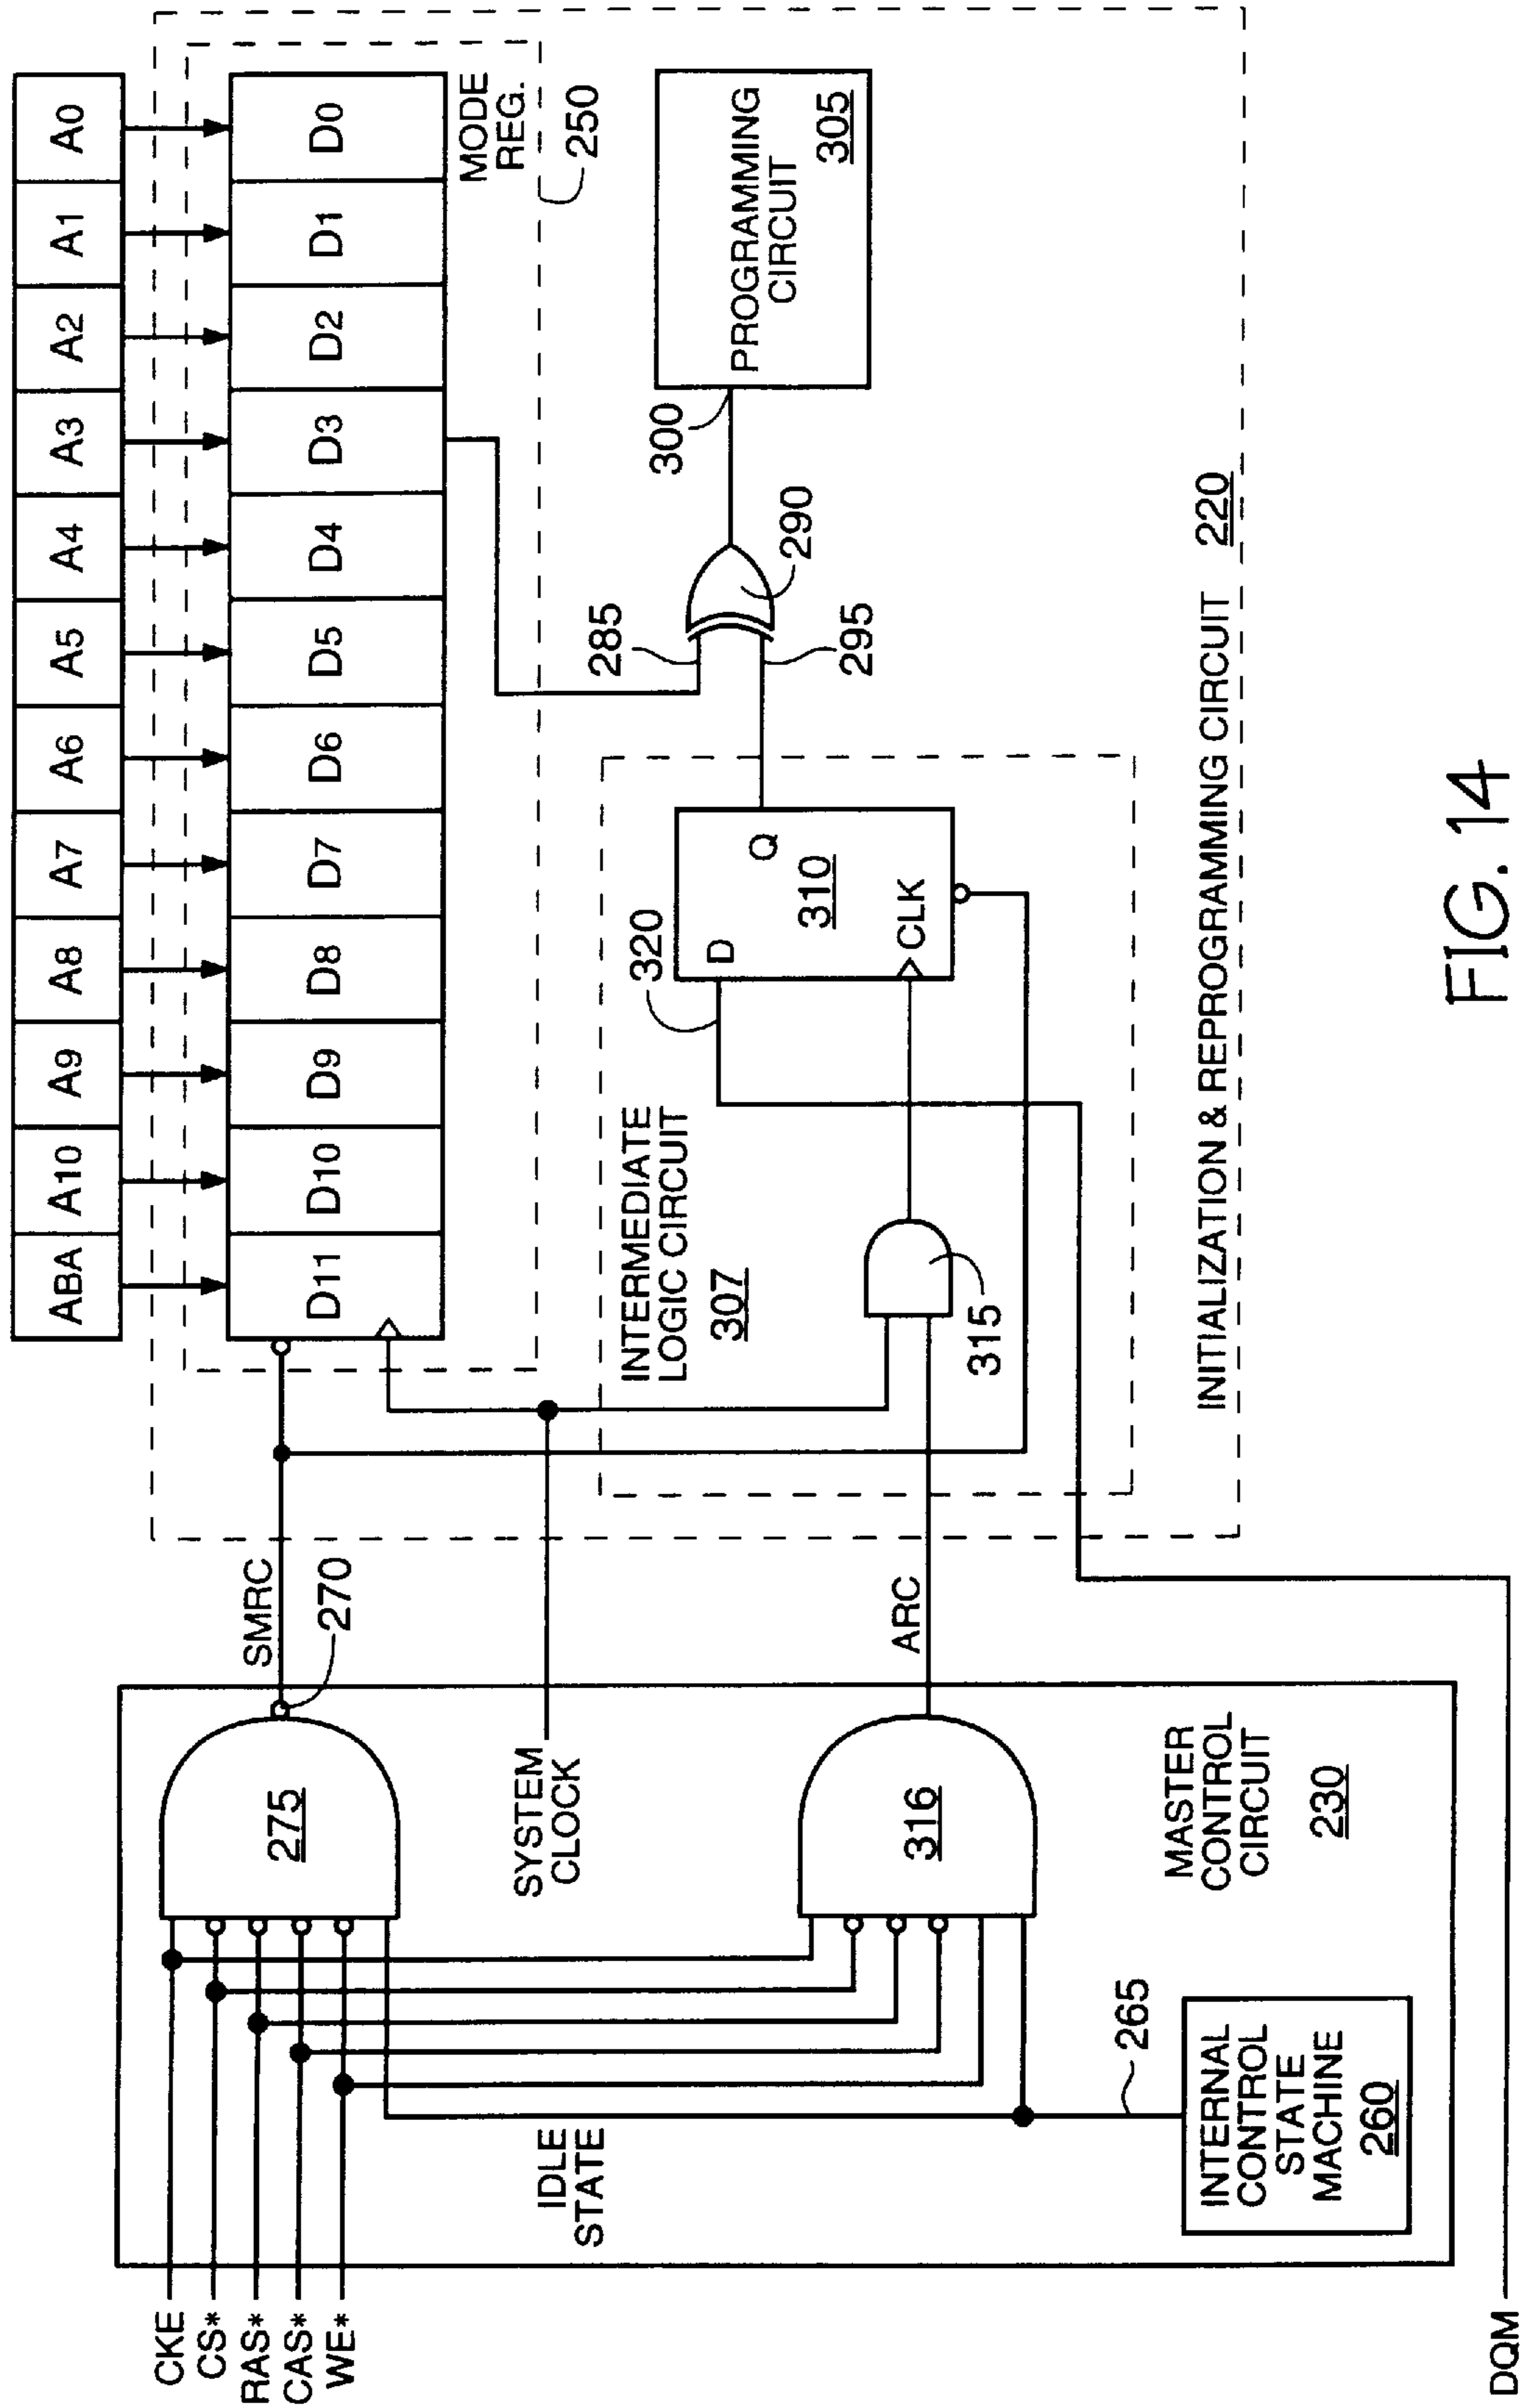 ABA A10 A9 A8 A7 A6 A5 A4 A3 A2 A1 A0
D11 D10 D9 D8 D7 D6 D5 D4 D3 D2 D1 D0
MODE
REG.
250
CKE
CS*
RAS*
CAS*
WE*
275
SMRC
270
SYSTEM
CLOCK
IDLE
STATE
316
ARC
265
INTERNAL
CONTROL
STATE
MACHINE
260
MASTER
CONTROL
CIRCUIT
230
DQM
INTERMEDIATE
LOGIC CIRCUIT
307
315
320
D
Q
310
CLK
285
290
295
300
PROGRAMMING
CIRCUIT
305
INITIALIZATION & REPROGRAMMING CIRCUIT 220
FIG. 14